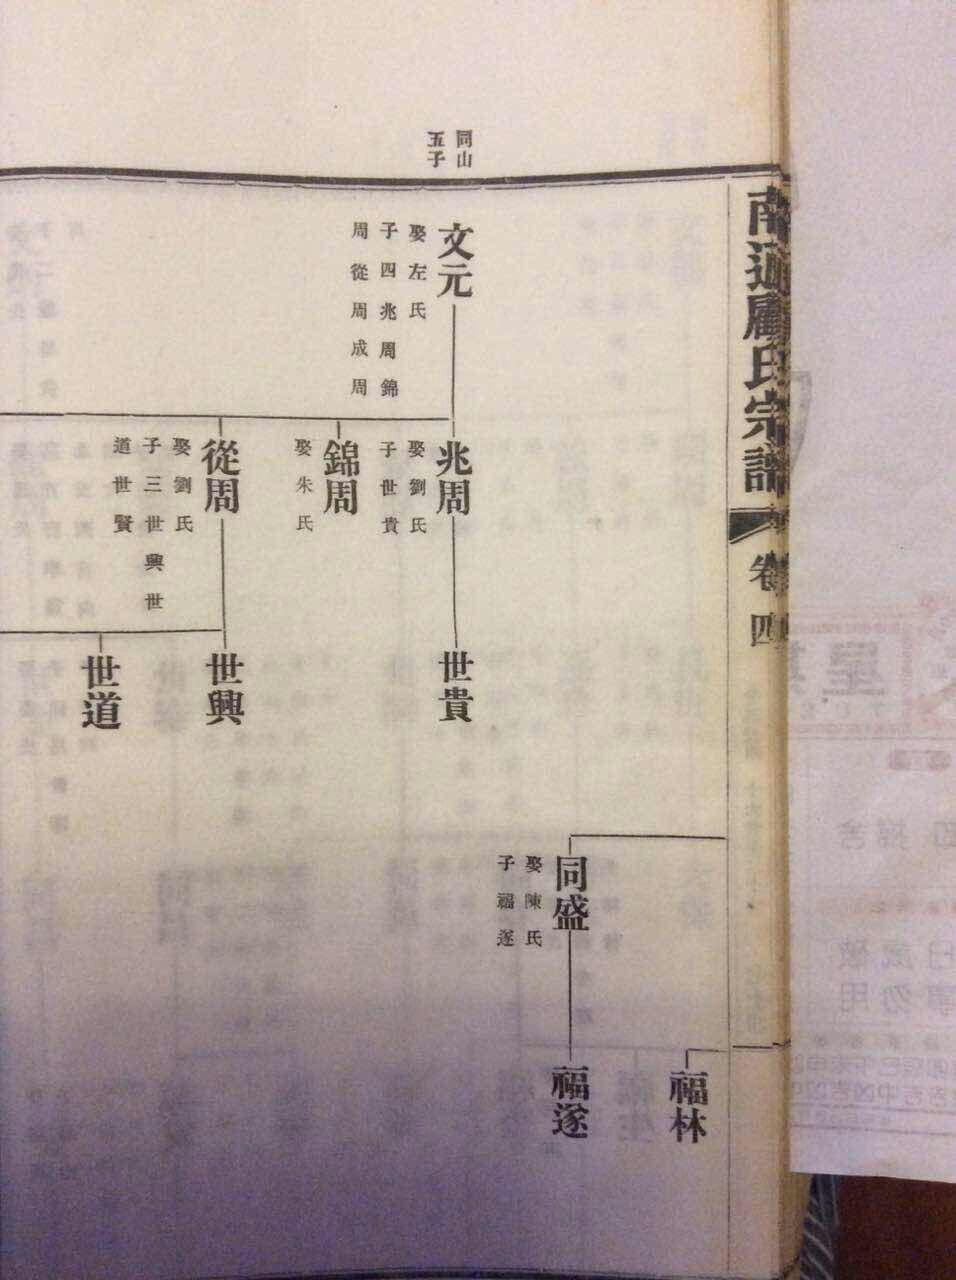 南通顧氏宗譜
卷四
福林
同盛
娶陳氏
子福遂
福遂
同山
五子
文元
娶左氏
子四兆周錦
周從周成周
兆周
娶劉氏
子世貴
世貴
錦周
娶朱氏
從周
娶劉氏
子三世興世
道世賢
世興
世道